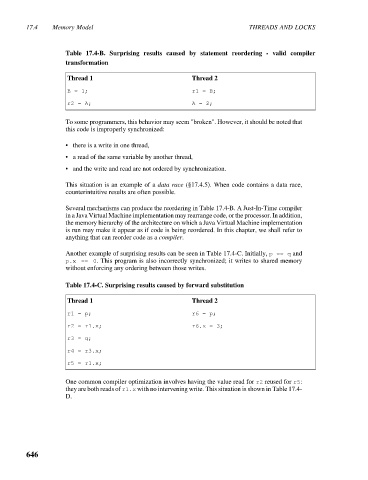 17.4 Memory Model THREADS AND LOCKS
Table 17.4-B. Surprising results caused by statement reordering - valid compiler
transformation
Thread 1 Thread 2
B = 1; r1 = B;
r2 = A; A = 2;
To some programmers, this behavior may seem "broken". However, it should be noted that
this code is improperly synchronized:
• there is a write in one thread,
• a read of the same variable by another thread,
• and the write and read are not ordered by synchronization.
This situation is an example of a data race (§17.4.5). When code contains a data race,
counterintuitive results are often possible.
Several mechanisms can produce the reordering in Table 17.4-B. A Just-In-Time compiler
in a Java Virtual Machine implementation may rearrange code, or the processor. In addition,
the memory hierarchy of the architecture on which a Java Virtual Machine implementation
is run may make it appear as if code is being reordered. In this chapter, we shall refer to
anything that can reorder code as a compiler.
Another example of surprising results can be seen in Table 17.4-C. Initially, p == q and
p.x == 0. This program is also incorrectly synchronized; it writes to shared memory
without enforcing any ordering between those writes.
Table 17.4-C. Surprising results caused by forward substitution
Thread 1 Thread 2
r1 = p; r6 = p;
r2 = r1.x; r6.x = 3;
r3 = q;
r4 = r3.x;
r5 = r1.x;
One common compiler optimization involves having the value read for r2 reused for r5:
they are both reads of r1.x with no intervening write. This situation is shown in Table 17.4-
D.
646